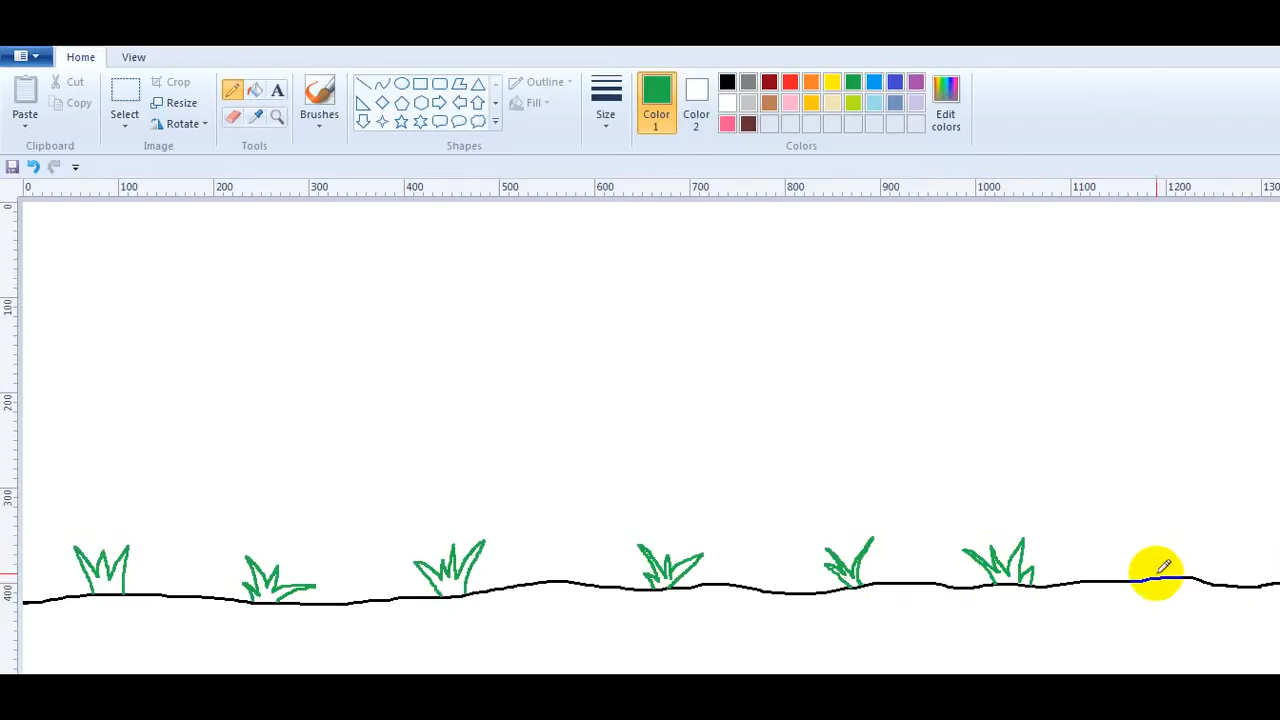 Home View
Paste Cut Copy Clipboard
Select Crop Resize Rotate Image
A Tools
Brushes
Shapes Outline Fill
Size
Color 1 Color 2 Edit colors Colors
0 100 200 300 400 500 600 700 800 900 1000 1100 1200 130
0
100
200
300
400